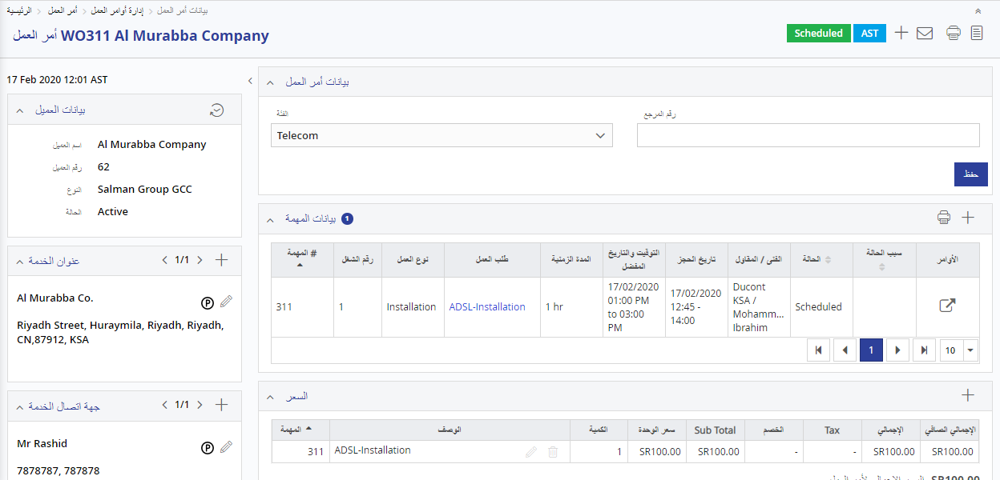 الرئيسية > أمر العمل > إدارة أوامر العمل > بيانات أمر العمل
أمر العمل WO311 Al Murabba Company
Scheduled
AST
17 Feb 2020 12:01 AST
بيانات العميل
اسم العميل Al Murabba Company
رقم العميل 62
النوع Salman Group GCC
الحالة Active
عنوان الخدمة
1/1
Al Murabba Co.
P
Riyadh Street, Huraymila, Riyadh, Riyadh,
CN,87912, KSA
جهة اتصال الخدمة
1/1
Mr Rashid
P
7878787, 787878
بيانات أمر العمل
الفئة
Telecom
رقم المرجع
حفظ
بيانات المهمة 1
# المهمة
رقم الشغل
نوع العمل
طلب العمل
المدة الزمنية
التوقيت والتاريخ
المفضل
تاريخ الحجز
الفني / المقاول
الحالة
سبب الحالة
الأوامر
311
1
Installation
ADSL-Installation
1 hr
17/02/2020
01:00 PM
to 03:00
PM
17/02/2020
12:45 -
14:00
Ducont
KSA /
Mohamm...
Ibrahim
Scheduled
1
10
السعر
المهمة
الوصف
الكمية
سعر الوحدة
Sub Total
الخصم
Tax
الإجمالي
الإجمالي الصافي
311
ADSL-Installation
1
SR100.00
SR100.00
-
-
SR100.00
SR100.00
SR100.00